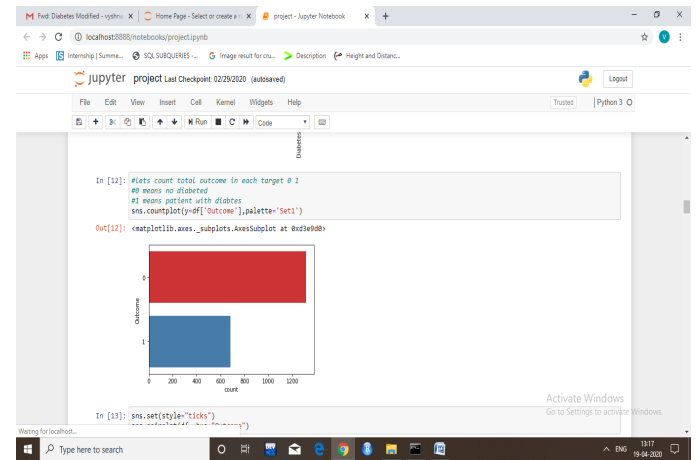 Fwd: Diabetes Modified - vyshna
Home Page - Select or create a n
project - Jupyter Notebook
localhost:8888/notebooks/project.ipynb
Apps
Internship | Summe...
SQL SUBQUERIES -...
Image result for cru...
Description
Height and Distanc...
jupyter project Last Checkpoint: 02/29/2020 (autosaved)
Logout
File Edit View Insert Cell Kernel Widgets Help
Trusted
Python 3
Run
Code
Diabetes
In [12]: #Lets count total outcome in each target 0 1
#0 means no diabeted
#1 means patient with diabtes
sns.countplot(y=df['Outcome'],palette='Set1')
Out[12]: <matplotlib.axes._subplots.AxesSubplot at 0xd3e9d0>
0
Outcome
1
0 200 400 600 800 1000 1200
count
Activate Windows
Go to Settings to activate Windows.
In [13]: sns.set(style="ticks")
Waiting for localhost...
Type here to search
ENG
13:17
19-04-2020